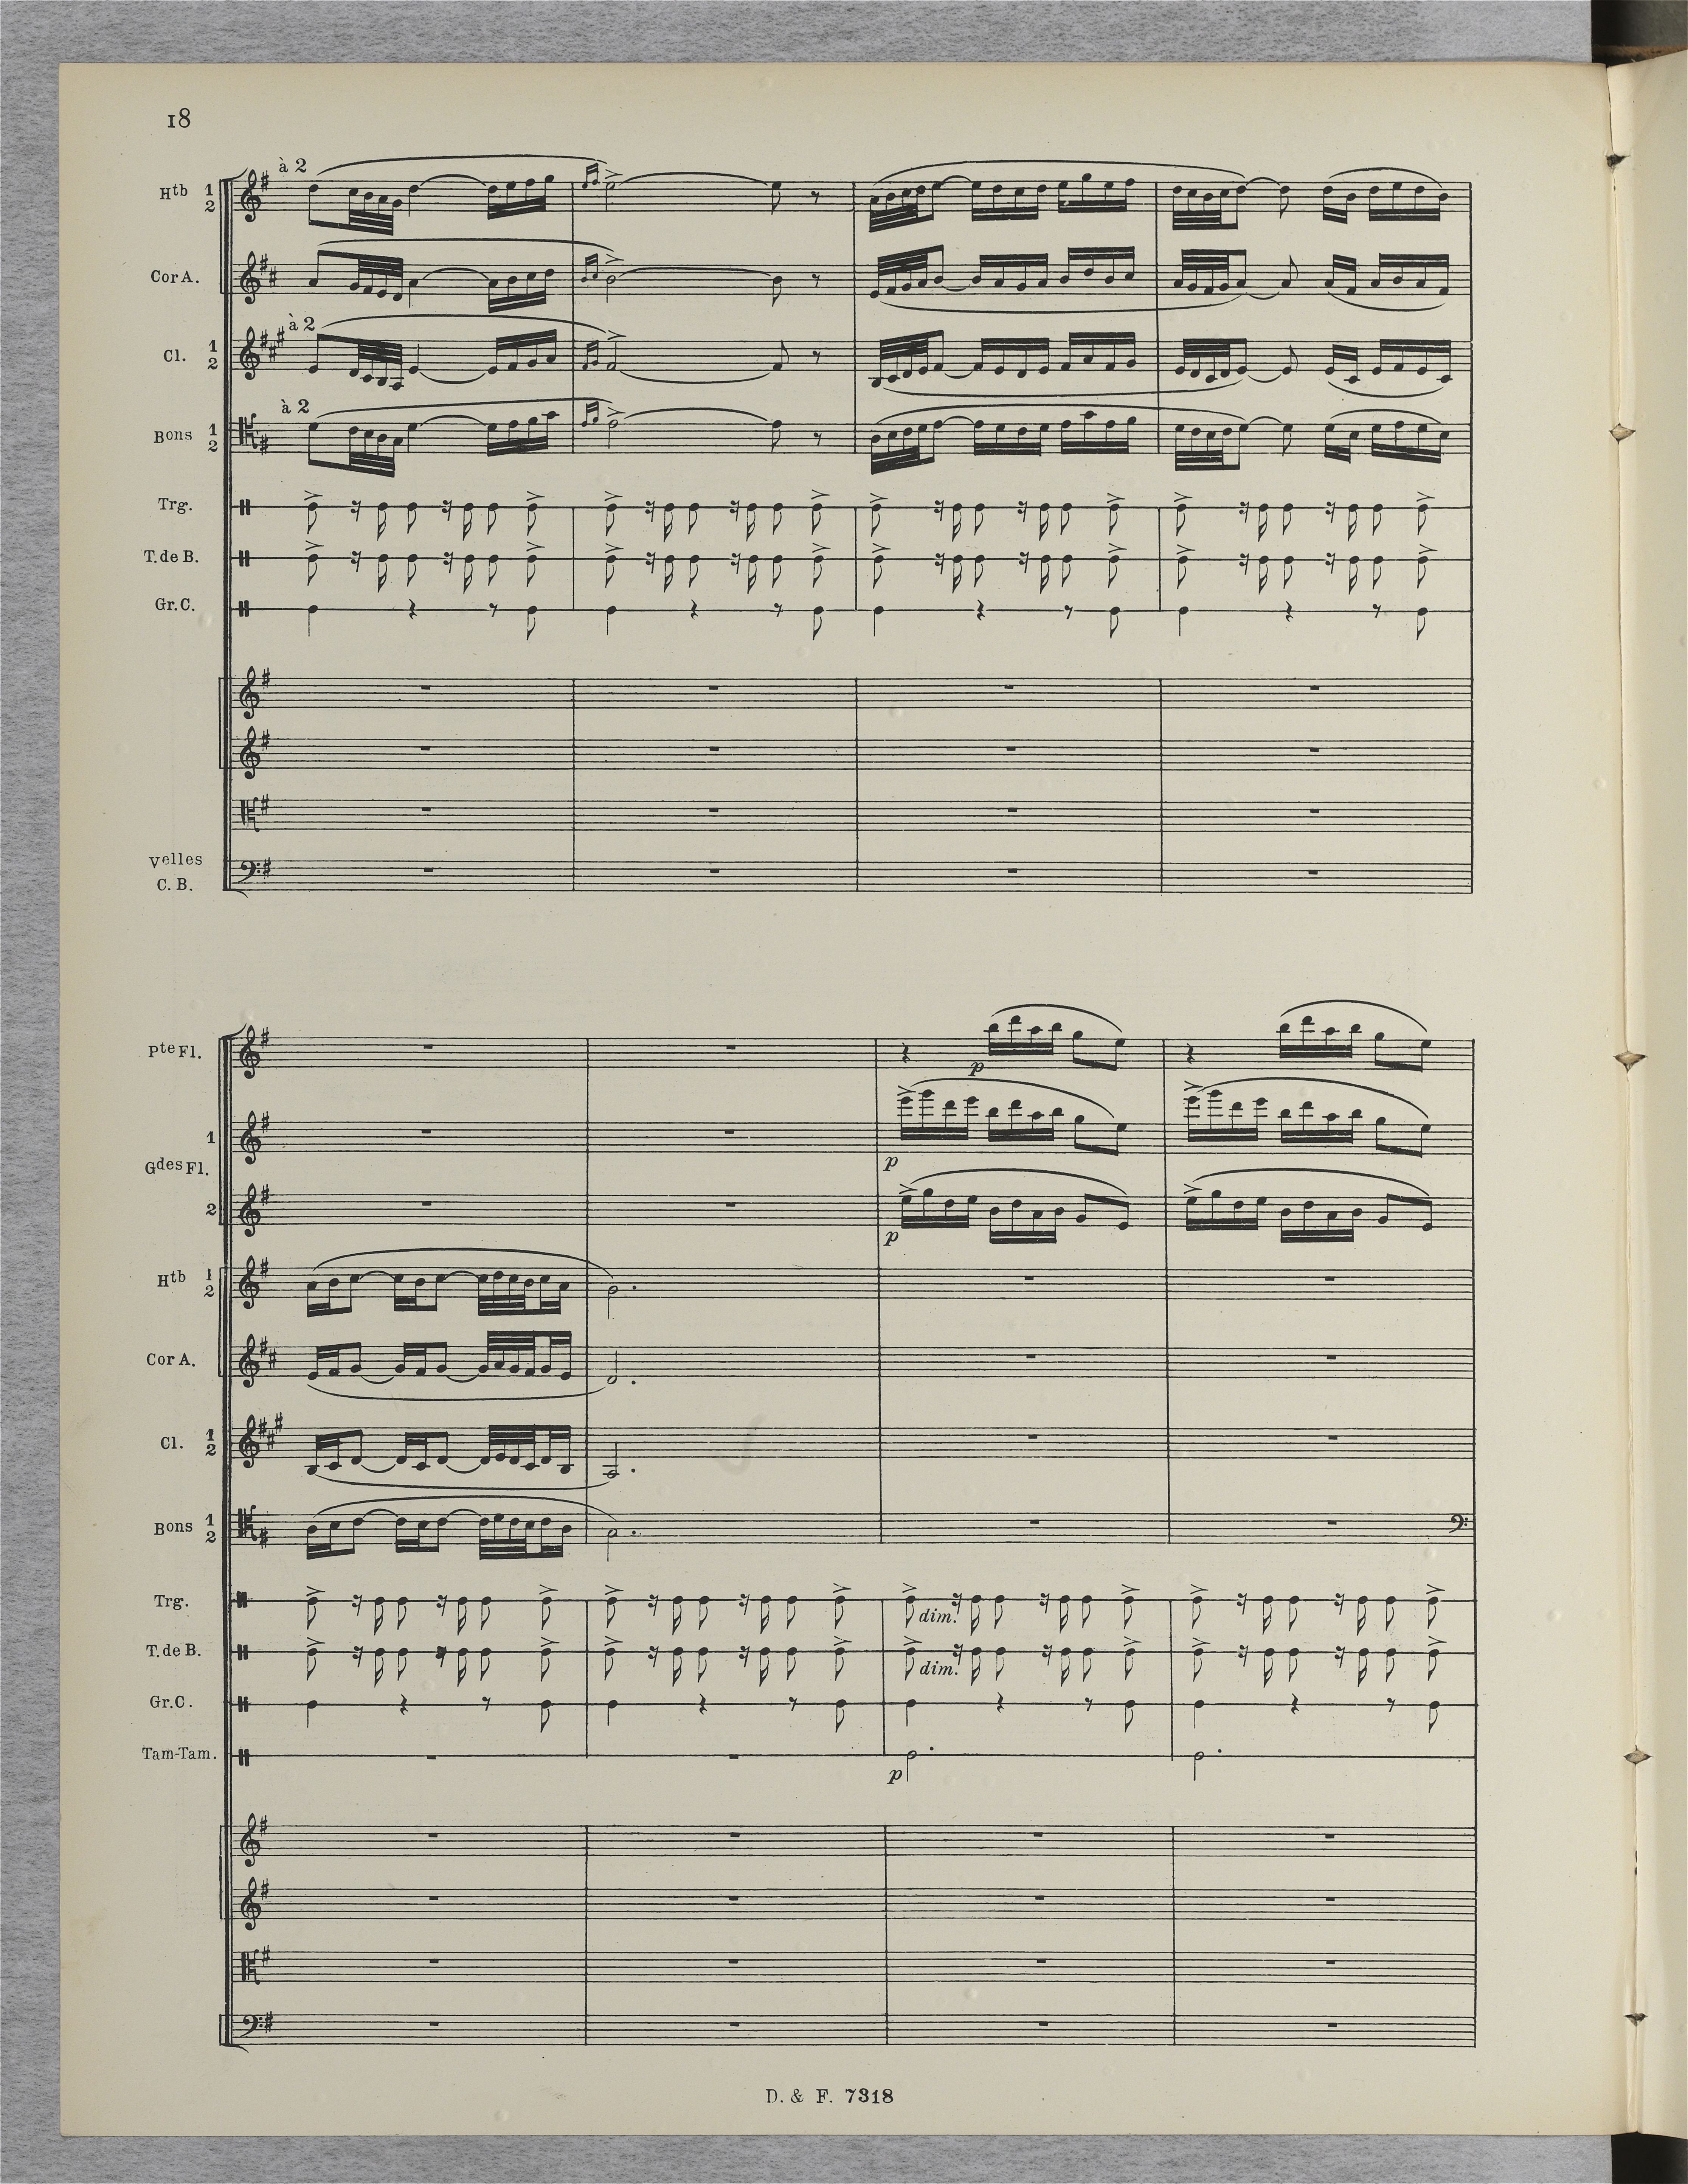 18
à 2
Htb 1 2
Cor A.
à 2
Cl. 1 2
à 2
Bons 1 2
Trg.
T. de B.
Gr. C.
Velles
C. B.
Pte Fl.
p
1
Gdes Fl.
p
2
p
Htb 1 2
Cor A.
Cl. 1 2
Bons 1 2
Trg.
dim.
T. de B.
dim.
Gr. C.
Tam-Tam.
p
D. & F. 7318